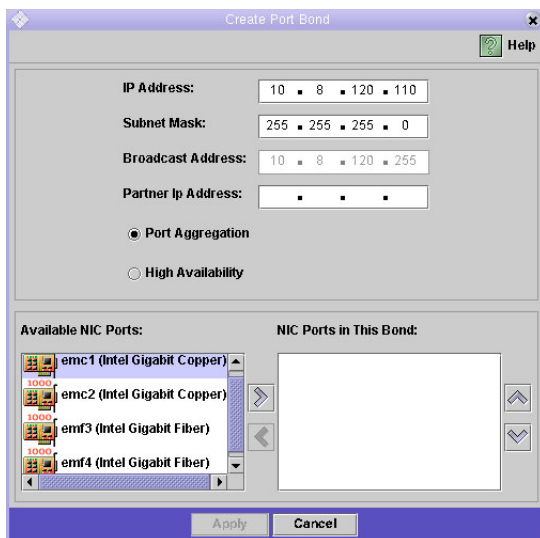 Create Port Bond
Help
IP Address: 10 . 8 . 120 . 110
Subnet Mask: 255 . 255 . 255 . 0
Broadcast Address: 10 . 8 . 120 . 255
Partner Ip Address: . . .
Port Aggregation
High Availability
Available NIC Ports:
emc1 (Intel Gigabit Copper)
1000
emc2 (Intel Gigabit Copper)
1000
emf3 (Intel Gigabit Fiber)
1000
emf4 (Intel Gigabit Fiber)
NIC Ports in This Bond:
Apply
Cancel